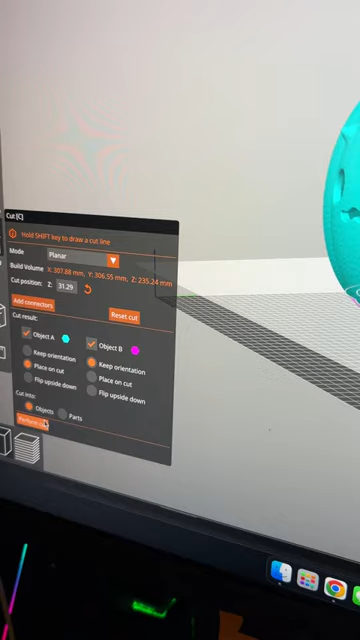 Cut [C]
Hold SHIFT key to draw a cut line
Mode Planar
Build Volume X: 307.88 mm, Y: 306.55 mm, Z: 235.24 mm
Cut position: Z: 31.29
Add connectors Reset cut
Cut result:
Object A Object B
Keep orientation Keep orientation
Place on cut Place on cut
Flip upside down Flip upside down
Cut into:
Objects Parts
Perform